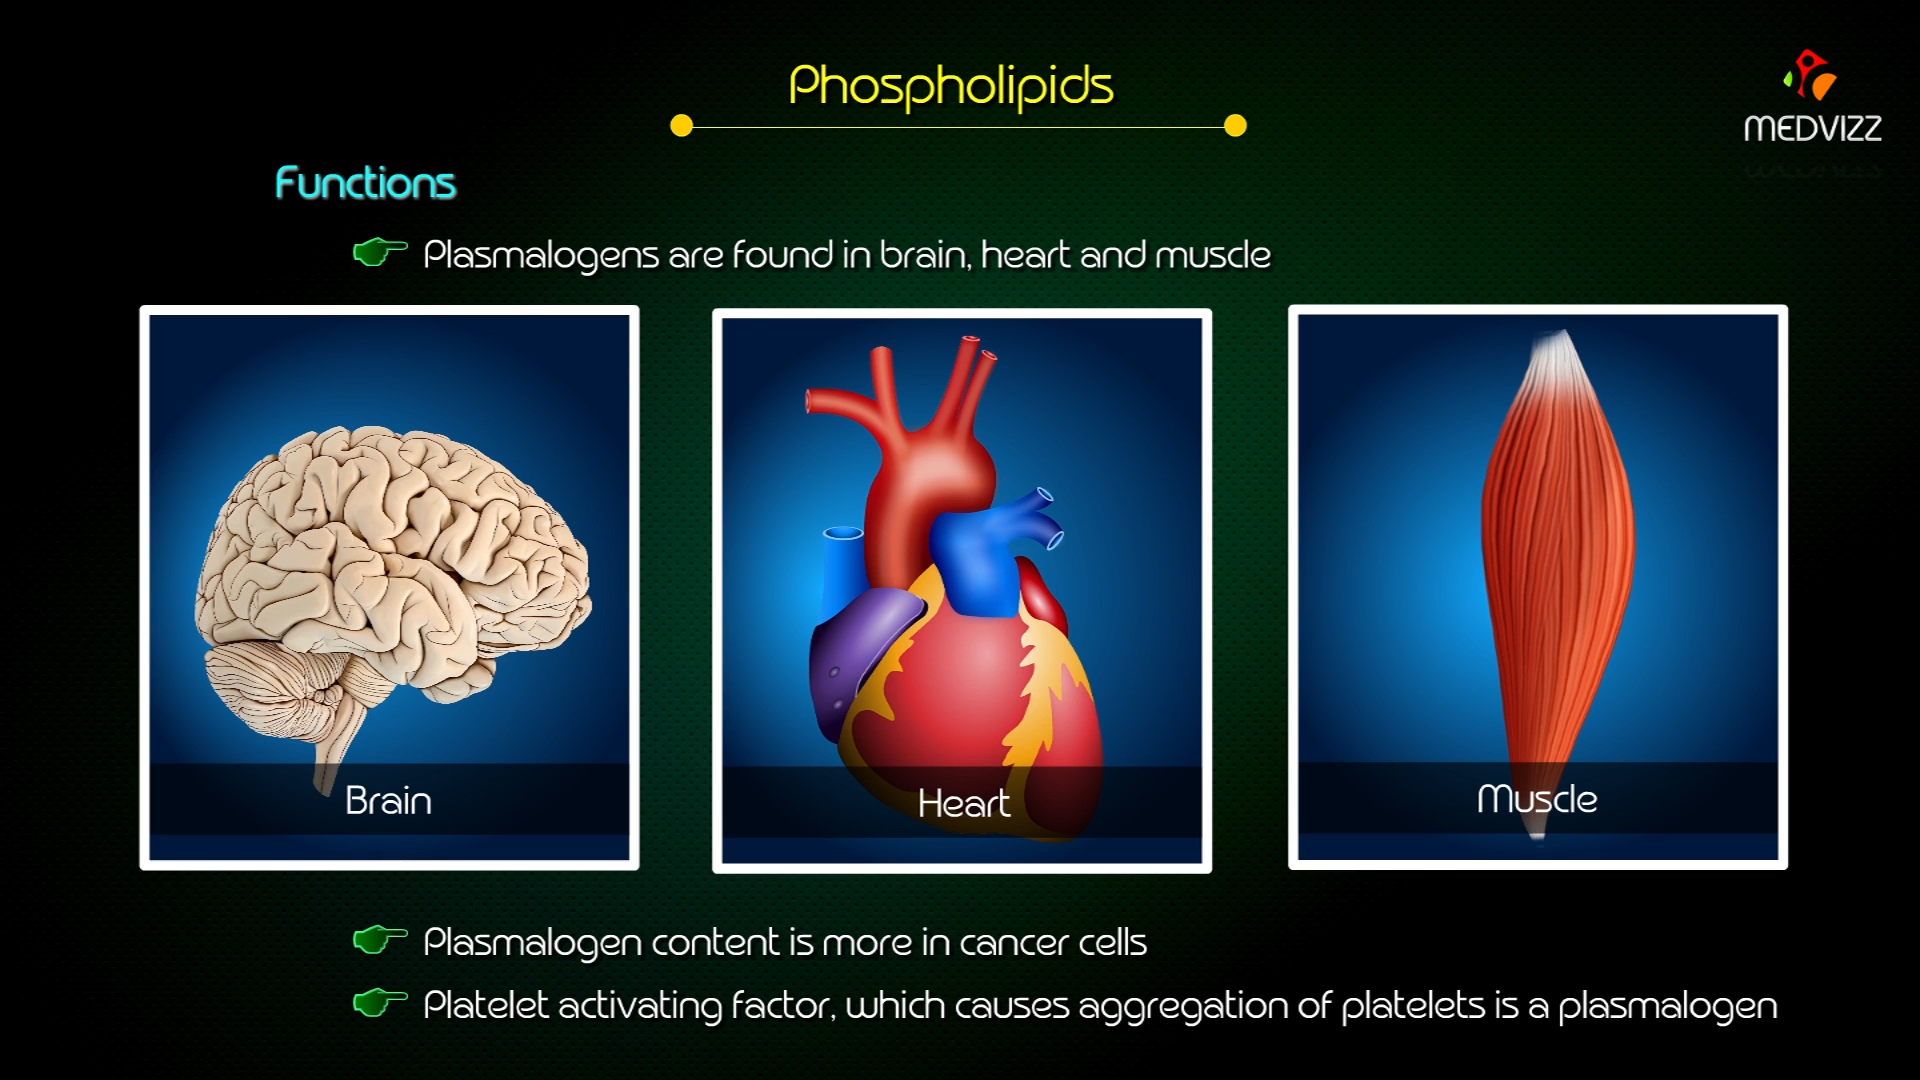 Phospholipids
MEDVIZZ
Functions
Plasmalogens are found in brain, heart and muscle
Brain
Heart
Muscle
Plasmalogen content is more in cancer cells
Platelet activating factor, which causes aggregation of platelets is a plasmalogen